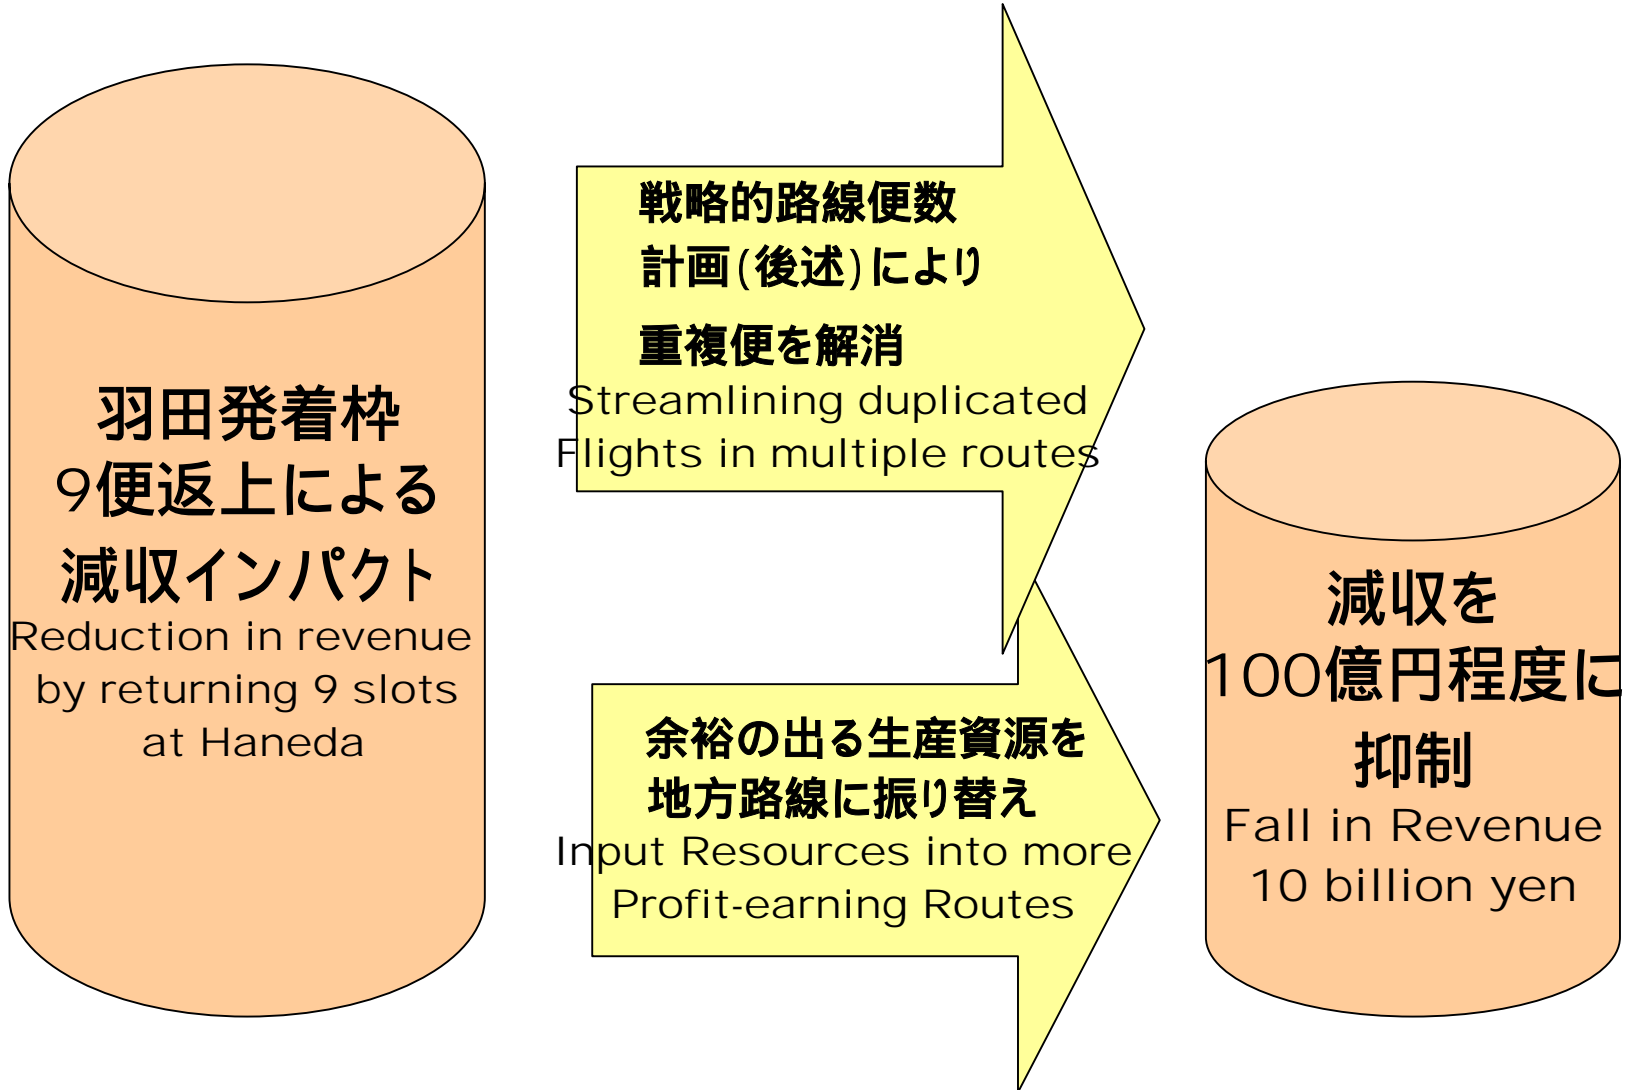 羽田発着枠
9便返上による
減収インパクト
Reduction in revenue
by returning 9 slots
at Haneda
戦略的路線便数
計画(後述)により
重複便を解消
Streamlining duplicated
Flights in multiple routes
余裕の出る生産資源を
地方路線に振り替え
Input Resources into more
Profit-earning Routes
減収を
100億円程度に
抑制
Fall in Revenue
10 billion yen